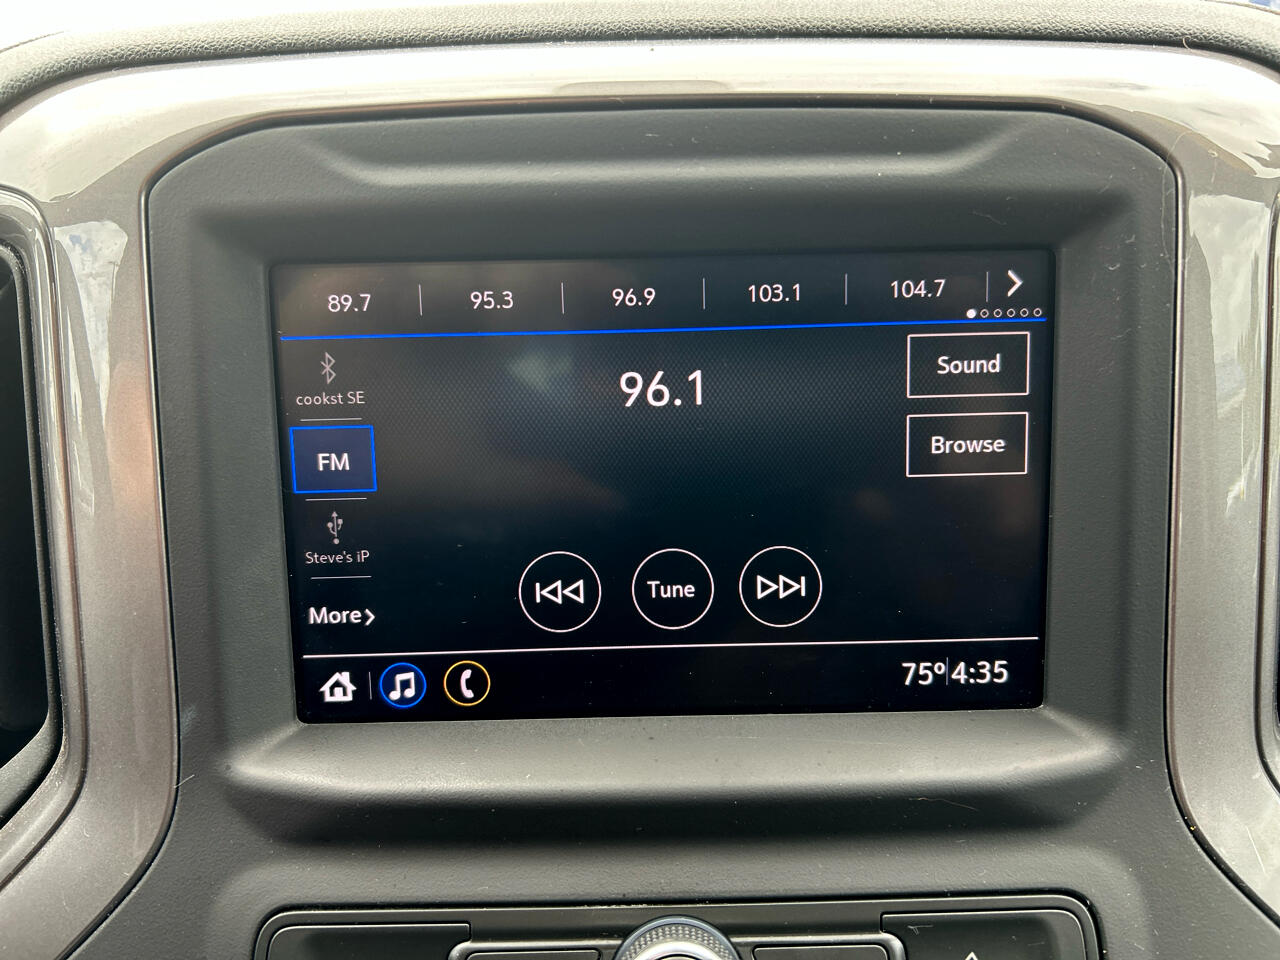 89.7 95.3 96.9 103.1 104.7
cookst SE
96.1
Sound
FM
Browse
Steve's iP
Tune
More
75° 4:35